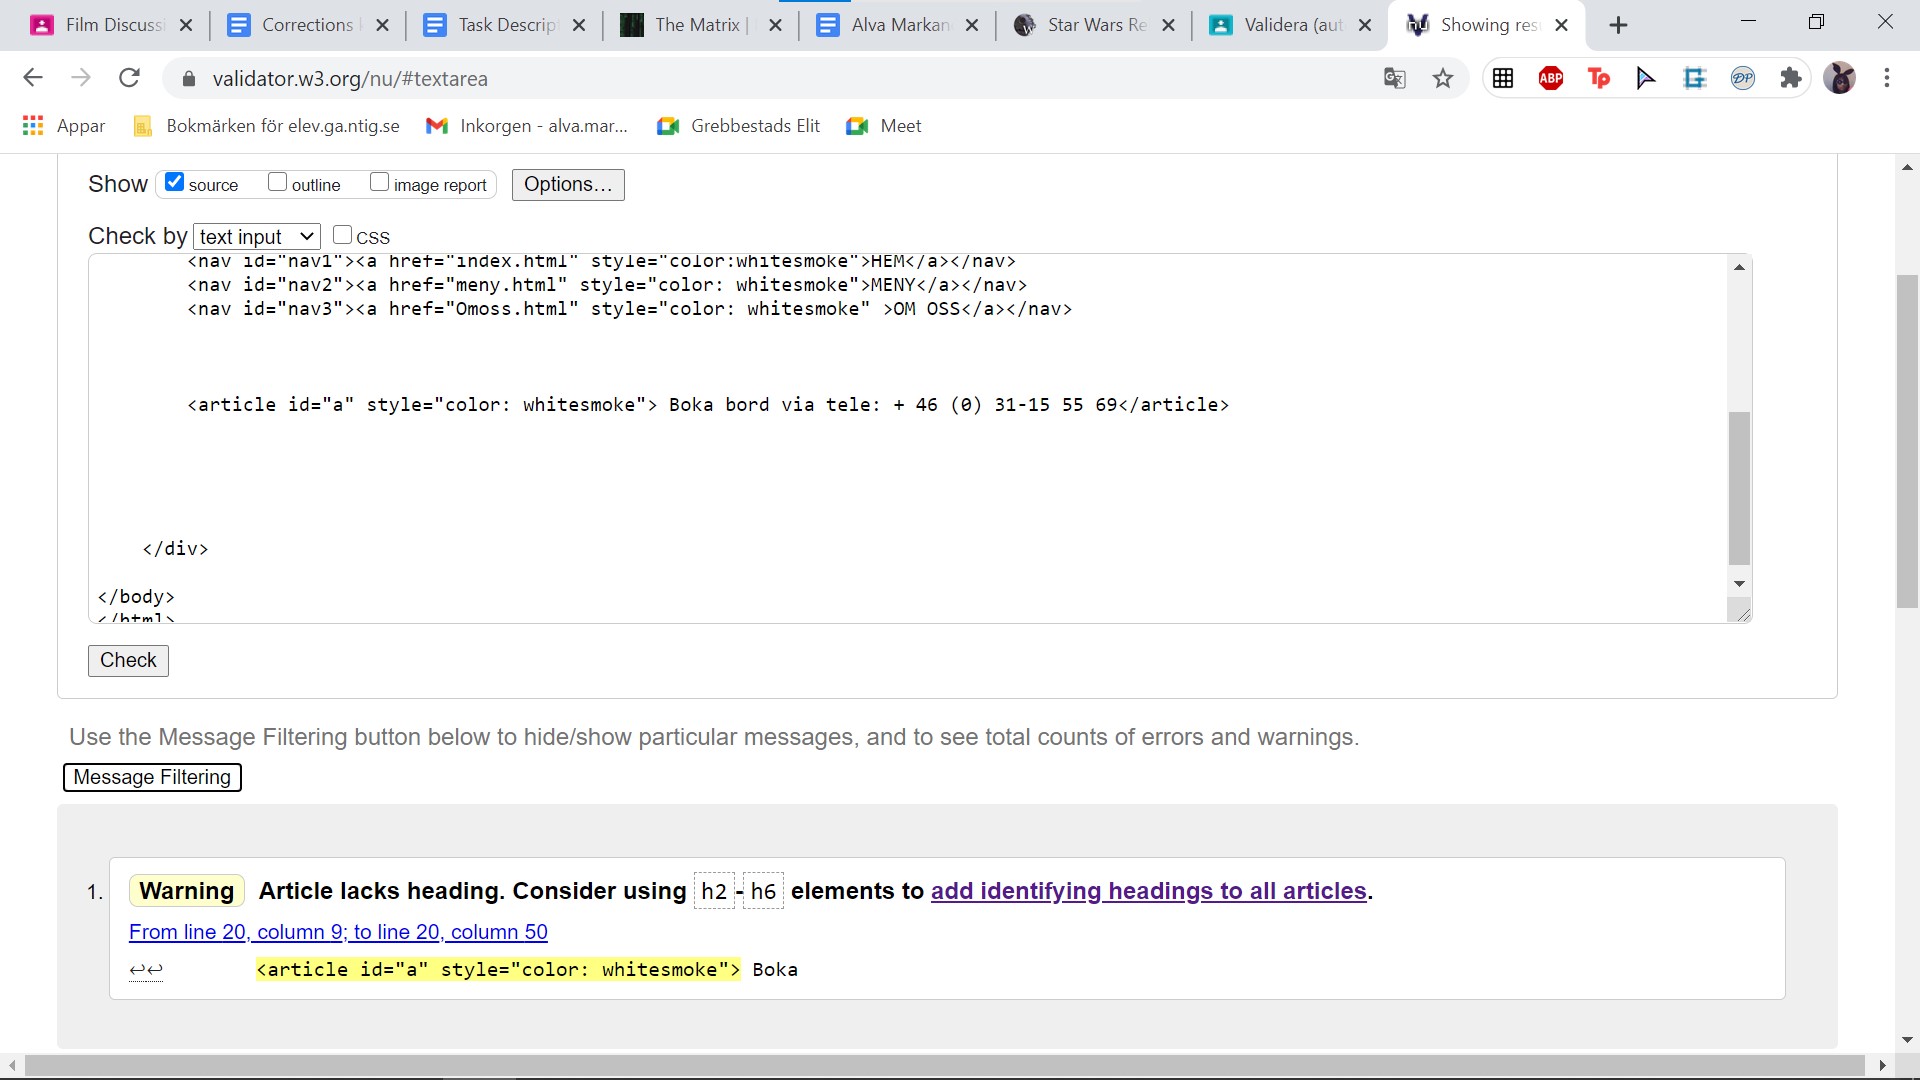 Film Discussi
Corrections
Task Descrip
The Matrix |
Alva Markan
Star Wars Re
Validera (aut
Showing res
validator.w3.org/nu/#textarea
ABP
Tp
DP
Appar
Bokmärken för elev.ga.ntig.se
Inkorgen - alva.mar...
Grebbestads Elit
Meet
Show source outline image report Options...
Check by text input CSS
<nav id="nav1"><a href="index.html" style="color:whitesmoke">HEM</a></nav>
<nav id="nav2"><a href="meny.html" style="color: whitesmoke">MENY</a></nav>
<nav id="nav3"><a href="Omoss.html" style="color: whitesmoke" >OM OSS</a></nav>
<article id="a" style="color: whitesmoke"> Boka bord via tele: + 46 (0) 31-15 55 69</article>
</div>
</body>
</html>
Check
Use the Message Filtering button below to hide/show particular messages, and to see total counts of errors and warnings.
Message Filtering
1. Warning Article lacks heading. Consider using h2-h6 elements to add identifying headings to all articles.
From line 20, column 9; to line 20, column 50
↩↩ <article id="a" style="color: whitesmoke"> Boka